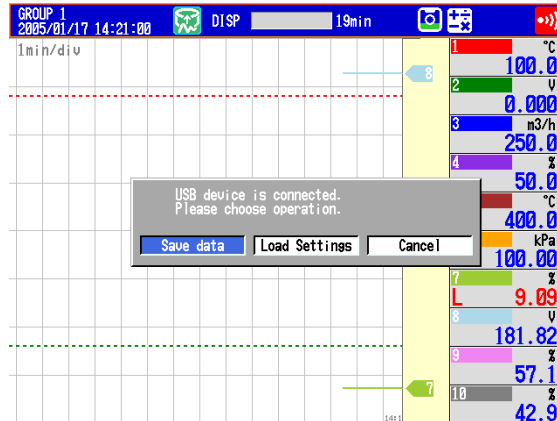 GROUP 1
2005/01/17 14:21:00
DISP
19min
1min/div
8
7
14:1
USB device is connected.
Please choose operation.
Save data
Load Settings
Cancel
1 °C
100.0
2 V
0.000
3 m3/h
250.0
4 %
50.0
°C
400.0
kPa
100.00
7 %
L 9.09
8 V
181.82
9 %
57.1
10 %
42.9